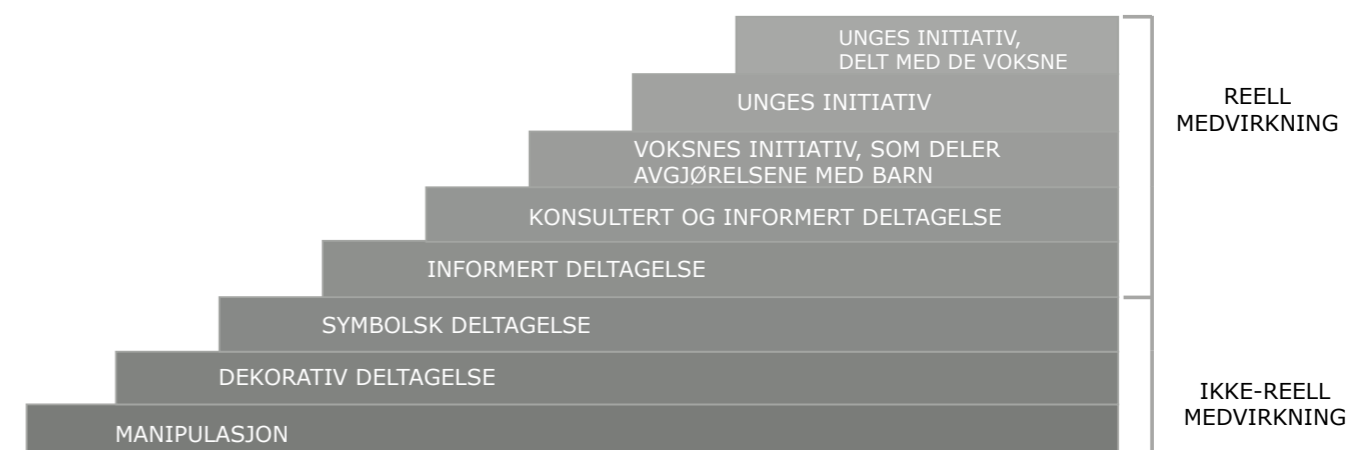 UNGES INITIATIV,
DELT MED DE VOKSNE
UNGES INITIATIV
REELL
MEDVIRKNING
VOKSNES INITIATIV, SOM DELER
AVGJØRELSENE MED BARN
KONSULTERT OG INFORMERT DELTAGELSE
INFORMERT DELTAGELSE
SYMBOLSK DELTAGELSE
DEKORATIV DELTAGELSE
IKKE-REELL
MEDVIRKNING
MANIPULASJON